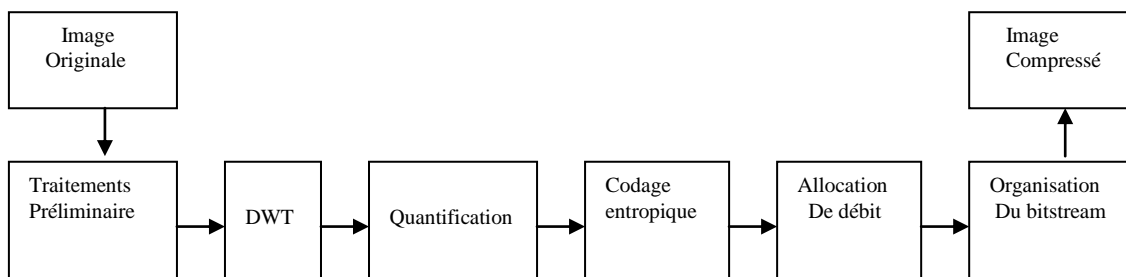 Image
Originale
Image
Compressé
Traitements
Préliminaire
DWT
Quantification
Codage
entropique
Allocation
De débit
Organisation
Du bitstream